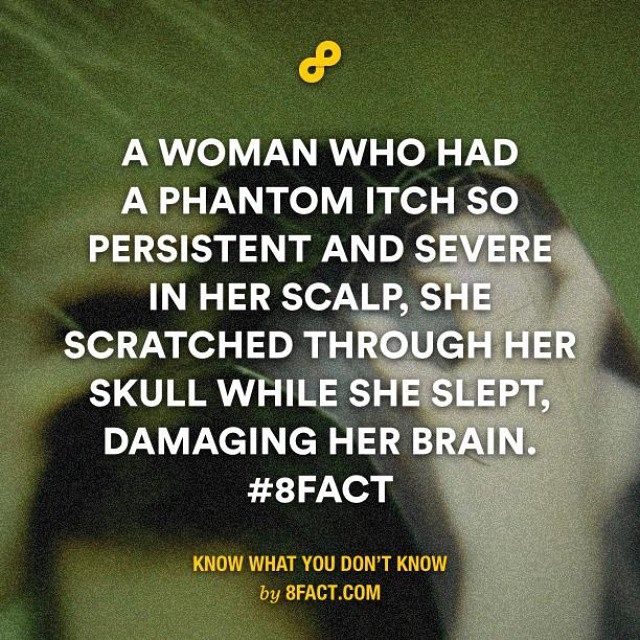 A WOMAN WHO HAD
A PHANTOM ITCH SO
PERSISTENT AND SEVERE
IN HER SCALP, SHE
SCRATCHED THROUGH HER
SKULL WHILE SHE SLEPT,
DAMAGING HER BRAIN.
#8FACT
KNOW WHAT YOU DON'T KNOW
by 8FACT.COM